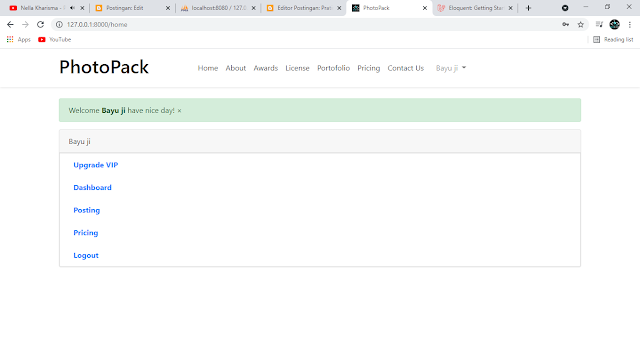 Nella Kharisma -
Postingan: Edit
localhost:8080 / 127.0
Editor Postingan: Pra
PhotoPack
Eloquent: Getting Sta
127.0.0.1:8000/home
Apps
YouTube
Reading list
PhotoPack
Home About Awards License Portofolio Pricing Contact Us Bayu ji
Welcome Bayu ji have nice day! ×
Bayu ji
Upgrade VIP
Dashboard
Posting
Pricing
Logout